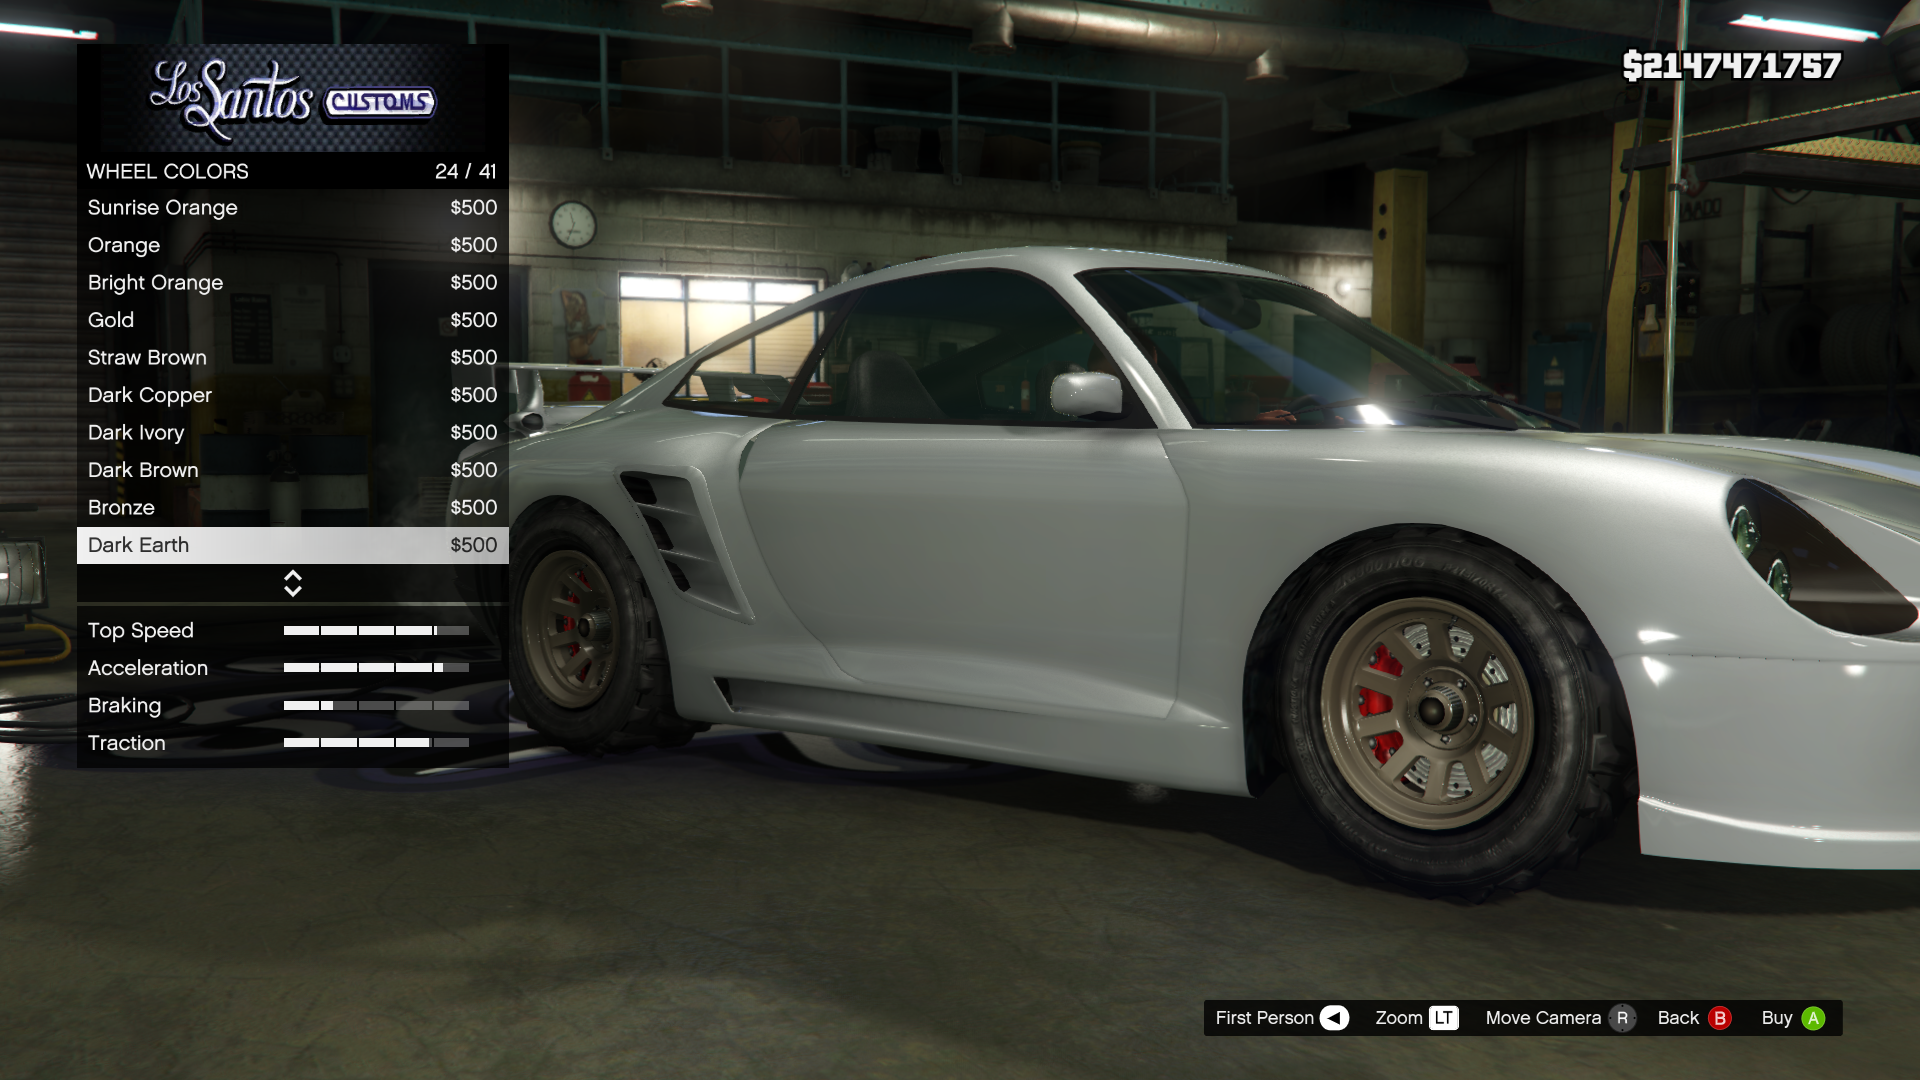 Los Santos CUSTOMS
$2147471757
WHEEL COLORS 24 / 41
Sunrise Orange $500
Orange $500
Bright Orange $500
Gold $500
Straw Brown $500
Dark Copper $500
Dark Ivory $500
Dark Brown $500
Bronze $500
Dark Earth $500
Top Speed
Acceleration
Braking
Traction
First Person ◀ Zoom LT Move Camera R Back B Buy A